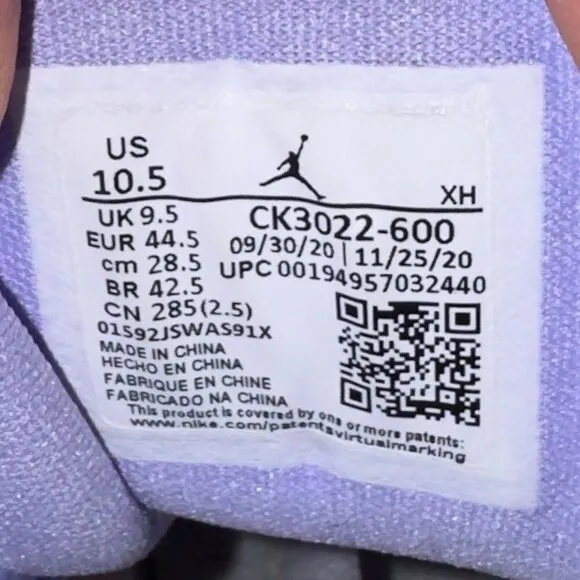 US
10.5
XH
UK 9.5
EUR 44.5
cm 28.5
BR 42.5
CN 285(2.5)
CK3022-600
09/30/20 | 11/25/20
UPC 00194957032440
01592JSWAS91X
MADE IN CHINA
HECHO EN CHINA
FABRIQUE EN CHINE
FABRICADO NA CHINA
This product is covered by one or more patents:
www.nike.com/patentsvirtualmarking